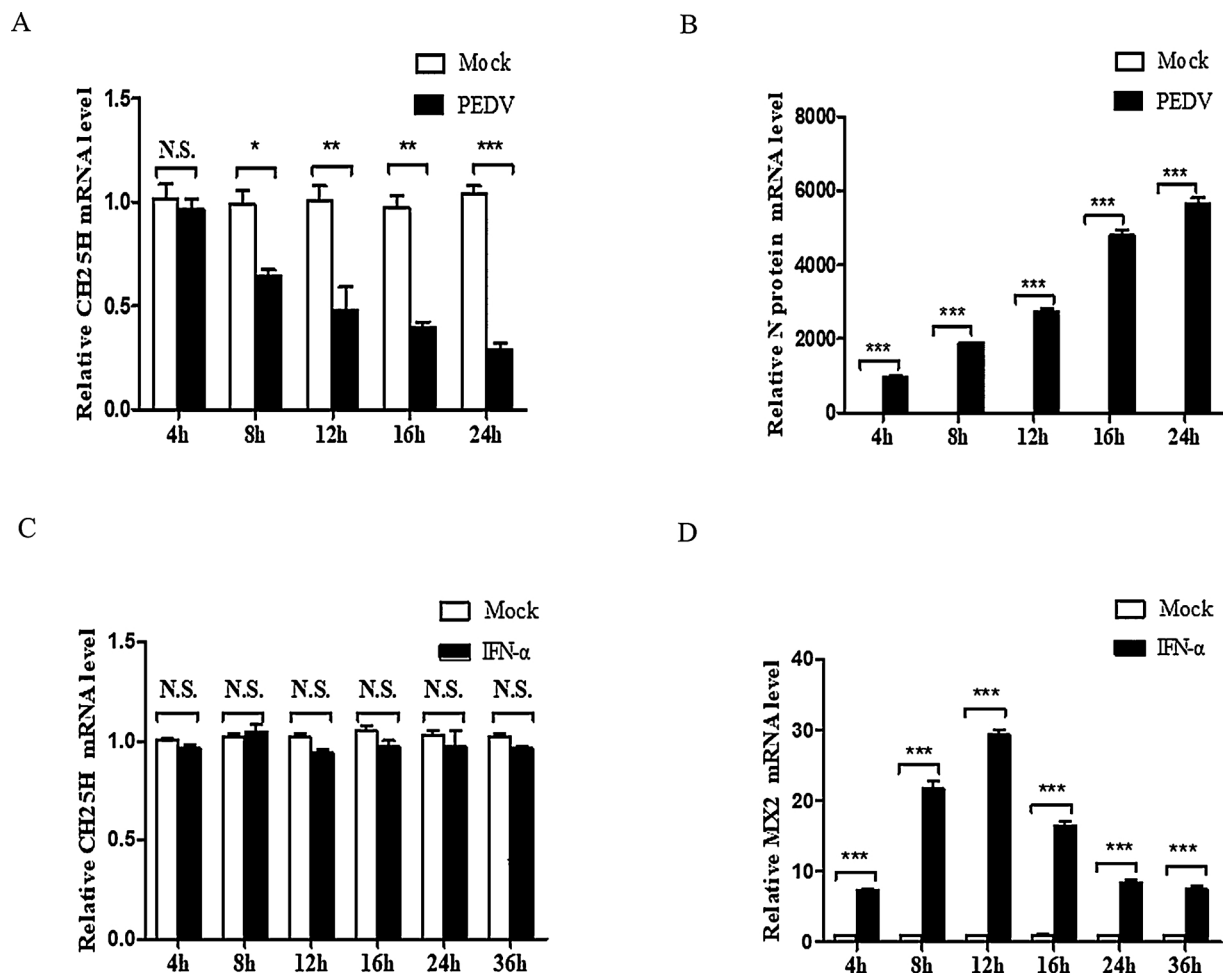 A
Mock
PEDV
Relative CH25H mRNA level
1.5
1.0
0.5
0.0
N.S.
*
**
**
***
4h
8h
12h
16h
24h
B
Mock
PEDV
Relative N protein mRNA level
8000
6000
4000
2000
0
***
***
***
***
***
4h
8h
12h
16h
24h
C
Mock
IFN-α
Relative CH25H mRNA level
1.5
1.0
0.5
0.0
N.S.
N.S.
N.S.
N.S.
N.S.
N.S.
4h
8h
12h
16h
24h
36h
D
Mock
IFN-α
Relative MX2 mRNA level
40
30
20
10
0
***
***
***
***
***
***
4h
8h
12h
16h
24h
36h